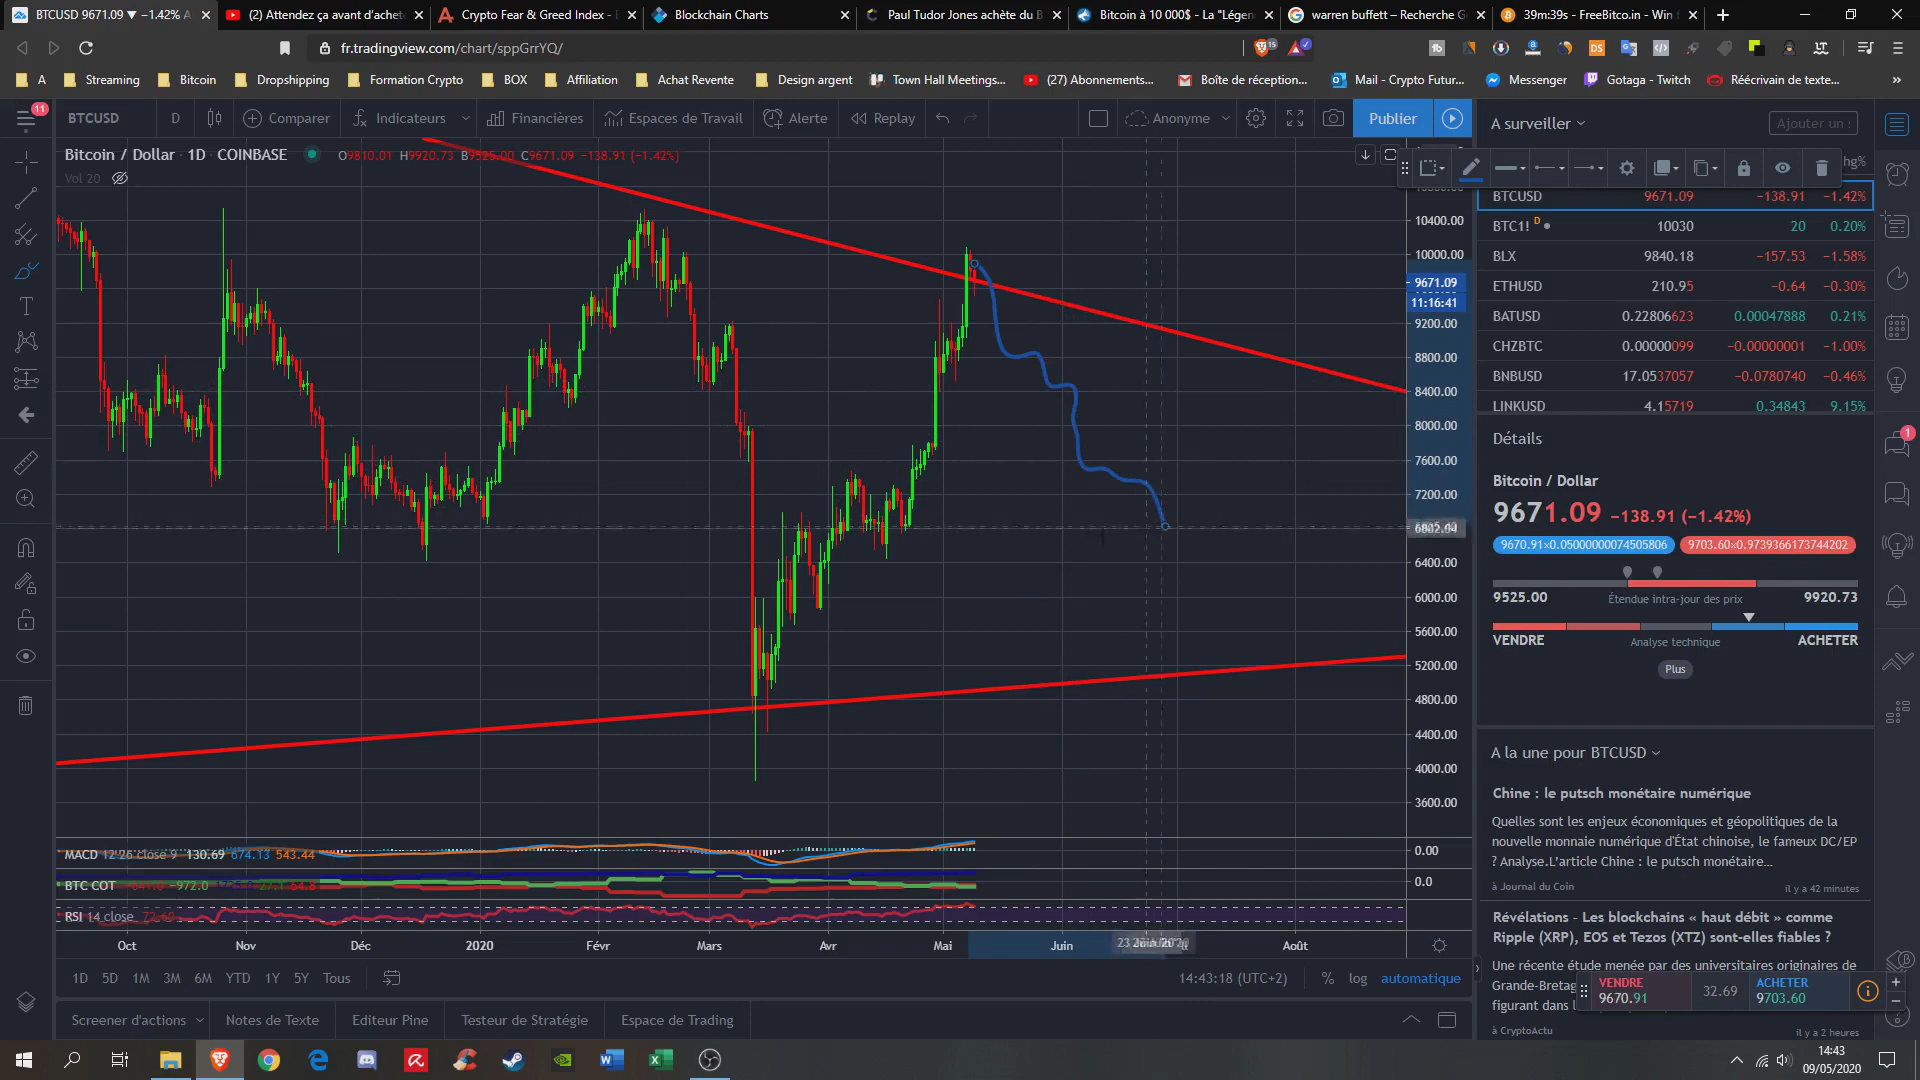 BTCUSD 9671.09 ▼ −1.42% A
(2) Attendez ça avant d'achet
Crypto Fear & Greed Index -
Blockchain Charts
Paul Tudor Jones achète du B
Bitcoin à 10 000$ - La "Légen
warren buffett – Recherche G
39m:39s - FreeBitco.in - Win
fr.tradingview.com/chart/sppGrrYQ/
A
Streaming
Bitcoin
Dropshipping
Formation Crypto
BOX
Affiliation
Achat Revente
Design argent
Town Hall Meetings...
(27) Abonnements...
Boîte de réception...
Mail - Crypto Futur...
Messenger
Gotaga - Twitch
Réécrivain de texte...
11
BTCUSD
D
Comparer
Indicateurs
Financières
Espaces de Travail
Alerte
Replay
Anonyme
Publier
A surveiller
Ajouter un :
Bitcoin / Dollar · 1D · COINBASE
O9810.01 H9920.73 B9525.00 C9671.09 −138.91 (−1.42%)
Vol 20
hg%
BTCUSD 9671.09 −138.91 −1.42%
BTC1! D 10030 20 0.20%
BLX 9840.18 −157.53 −1.58%
ETHUSD 210.95 −0.64 −0.30%
BATUSD 0.22806623 0.00047888 0.21%
CHZBTC 0.00000099 −0.00000001 −1.00%
BNBUSD 17.0537057 −0.0780740 −0.46%
LINKUSD 4.15719 0.34843 9.15%
10400.00
10000.00
9671.09
11:16:41
9200.00
8800.00
8400.00
8000.00
7600.00
7200.00
6400.00
6000.00
5600.00
5200.00
4800.00
4400.00
4000.00
3600.00
Détails
Bitcoin / Dollar
9671.09 −138.91 (−1.42%)
9670.91×0.05000000074505806
9703.60×0.9739366173744202
9525.00 Étendue intra-jour des prix 9920.73
VENDRE Analyse technique ACHETER
Plus
A la une pour BTCUSD
Chine : le putsch monétaire numérique
Quelles sont les enjeux économiques et géopolitiques de la
nouvelle monnaie numérique d'État chinoise, le fameux DC/EP
? Analyse.L'article Chine : le putsch monétaire...
à Journal du Coin il y a 42 minutes
Révélations - Les blockchains « haut débit » comme
Ripple (XRP), EOS et Tezos (XTZ) sont-elles fiables ?
Une récente étude menée par des universitaires originaires de
Grande-Bretag
figurant dans l
à CryptoActu il y a 2 heures
VENDRE
9670.91
32.69
ACHETER
9703.60
MACD 12 26 close 9 130.69 674.13 543.44
0.00
BTC COT −972.0 64.8
0.0
RSI 14 close 72.60
Oct
Nov
Déc
2020
Févr
Mars
Avr
Mai
Juin
Août
1D
5D
1M
3M
6M
YTD
1Y
5Y
Tous
14:43:18 (UTC+2)
%
log
automatique
Screener d'actions
Notes de Texte
Editeur Pine
Testeur de Stratégie
Espace de Trading
1
14:43
09/05/2020